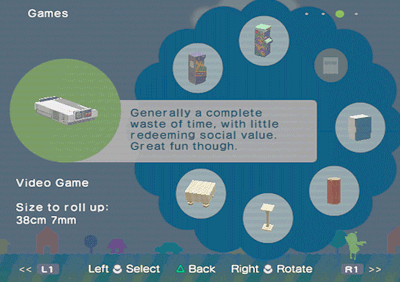 Games
Generally a complete
waste of time, with little
redeeming social value.
Great fun though.
Video Game
Size to roll up:
38cm 7mm
<< L1 Left Select △ Back Right Rotate R1 >>